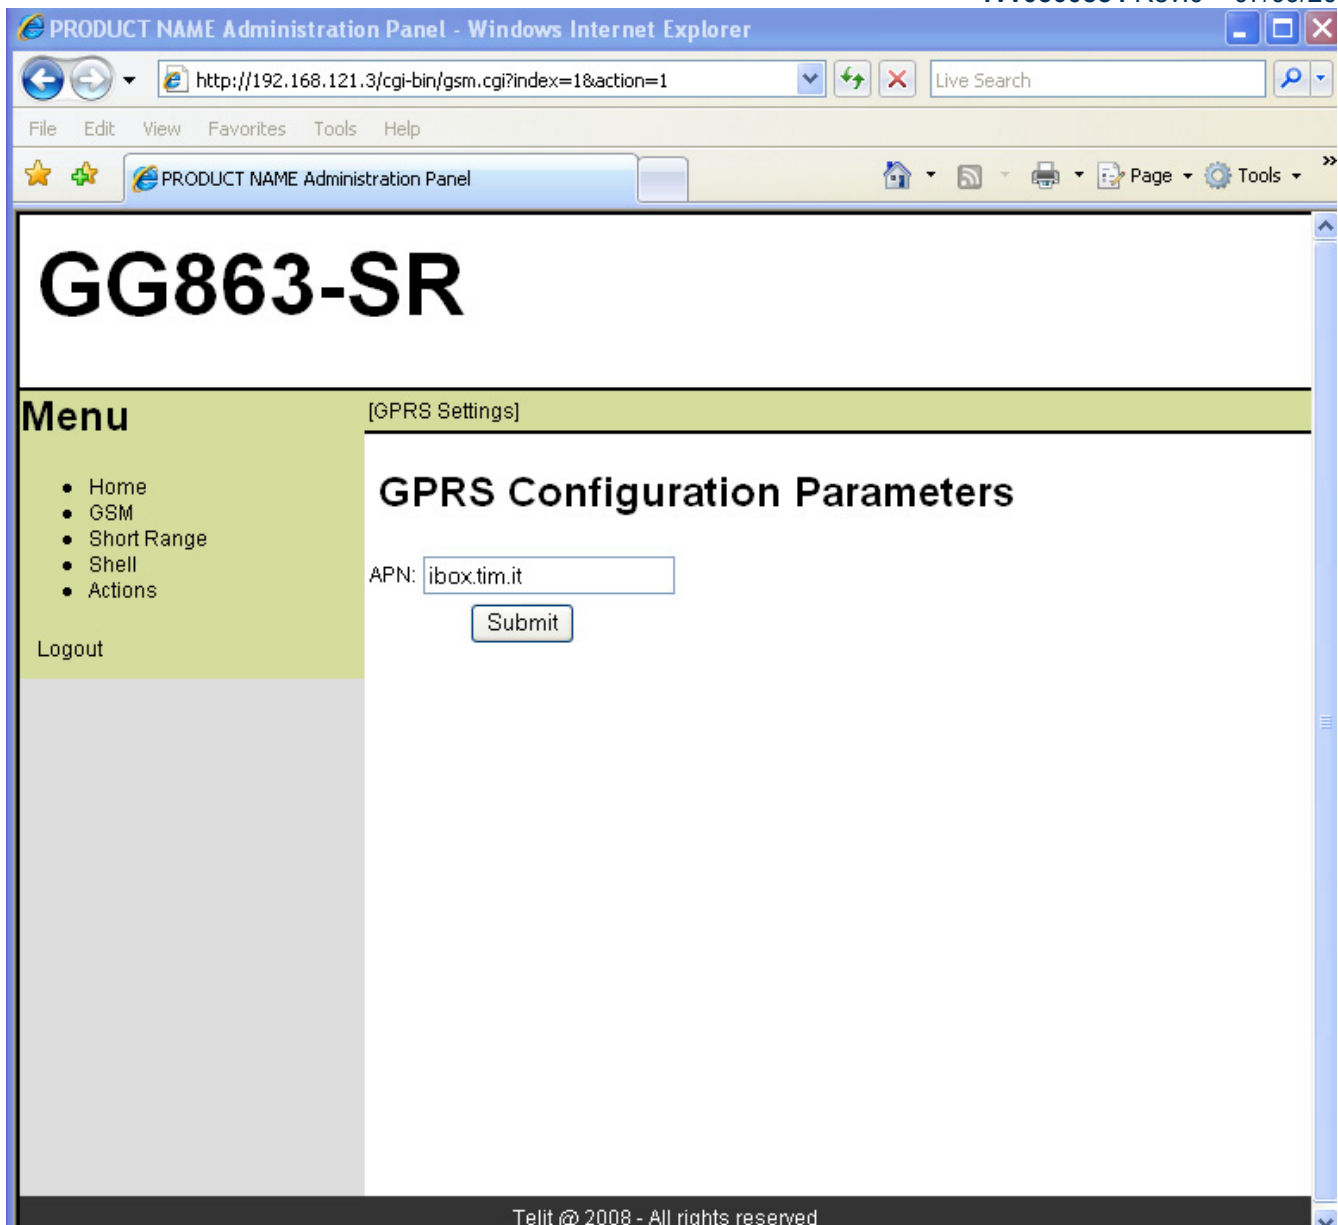 PRODUCT NAME Administration Panel - Windows Internet Explorer
http://192.168.121.3/cgi-bin/gsm.cgi?index=1&action=1
Live Search
File Edit View Favorites Tools Help
PRODUCT NAME Administration Panel
Page Tools
GG863-SR
Menu
[GPRS Settings]
• Home
• GSM
• Short Range
• Shell
• Actions
Logout
GPRS Configuration Parameters
APN: ibox.tim.it
Submit
Telit @ 2008 - All rights reserved